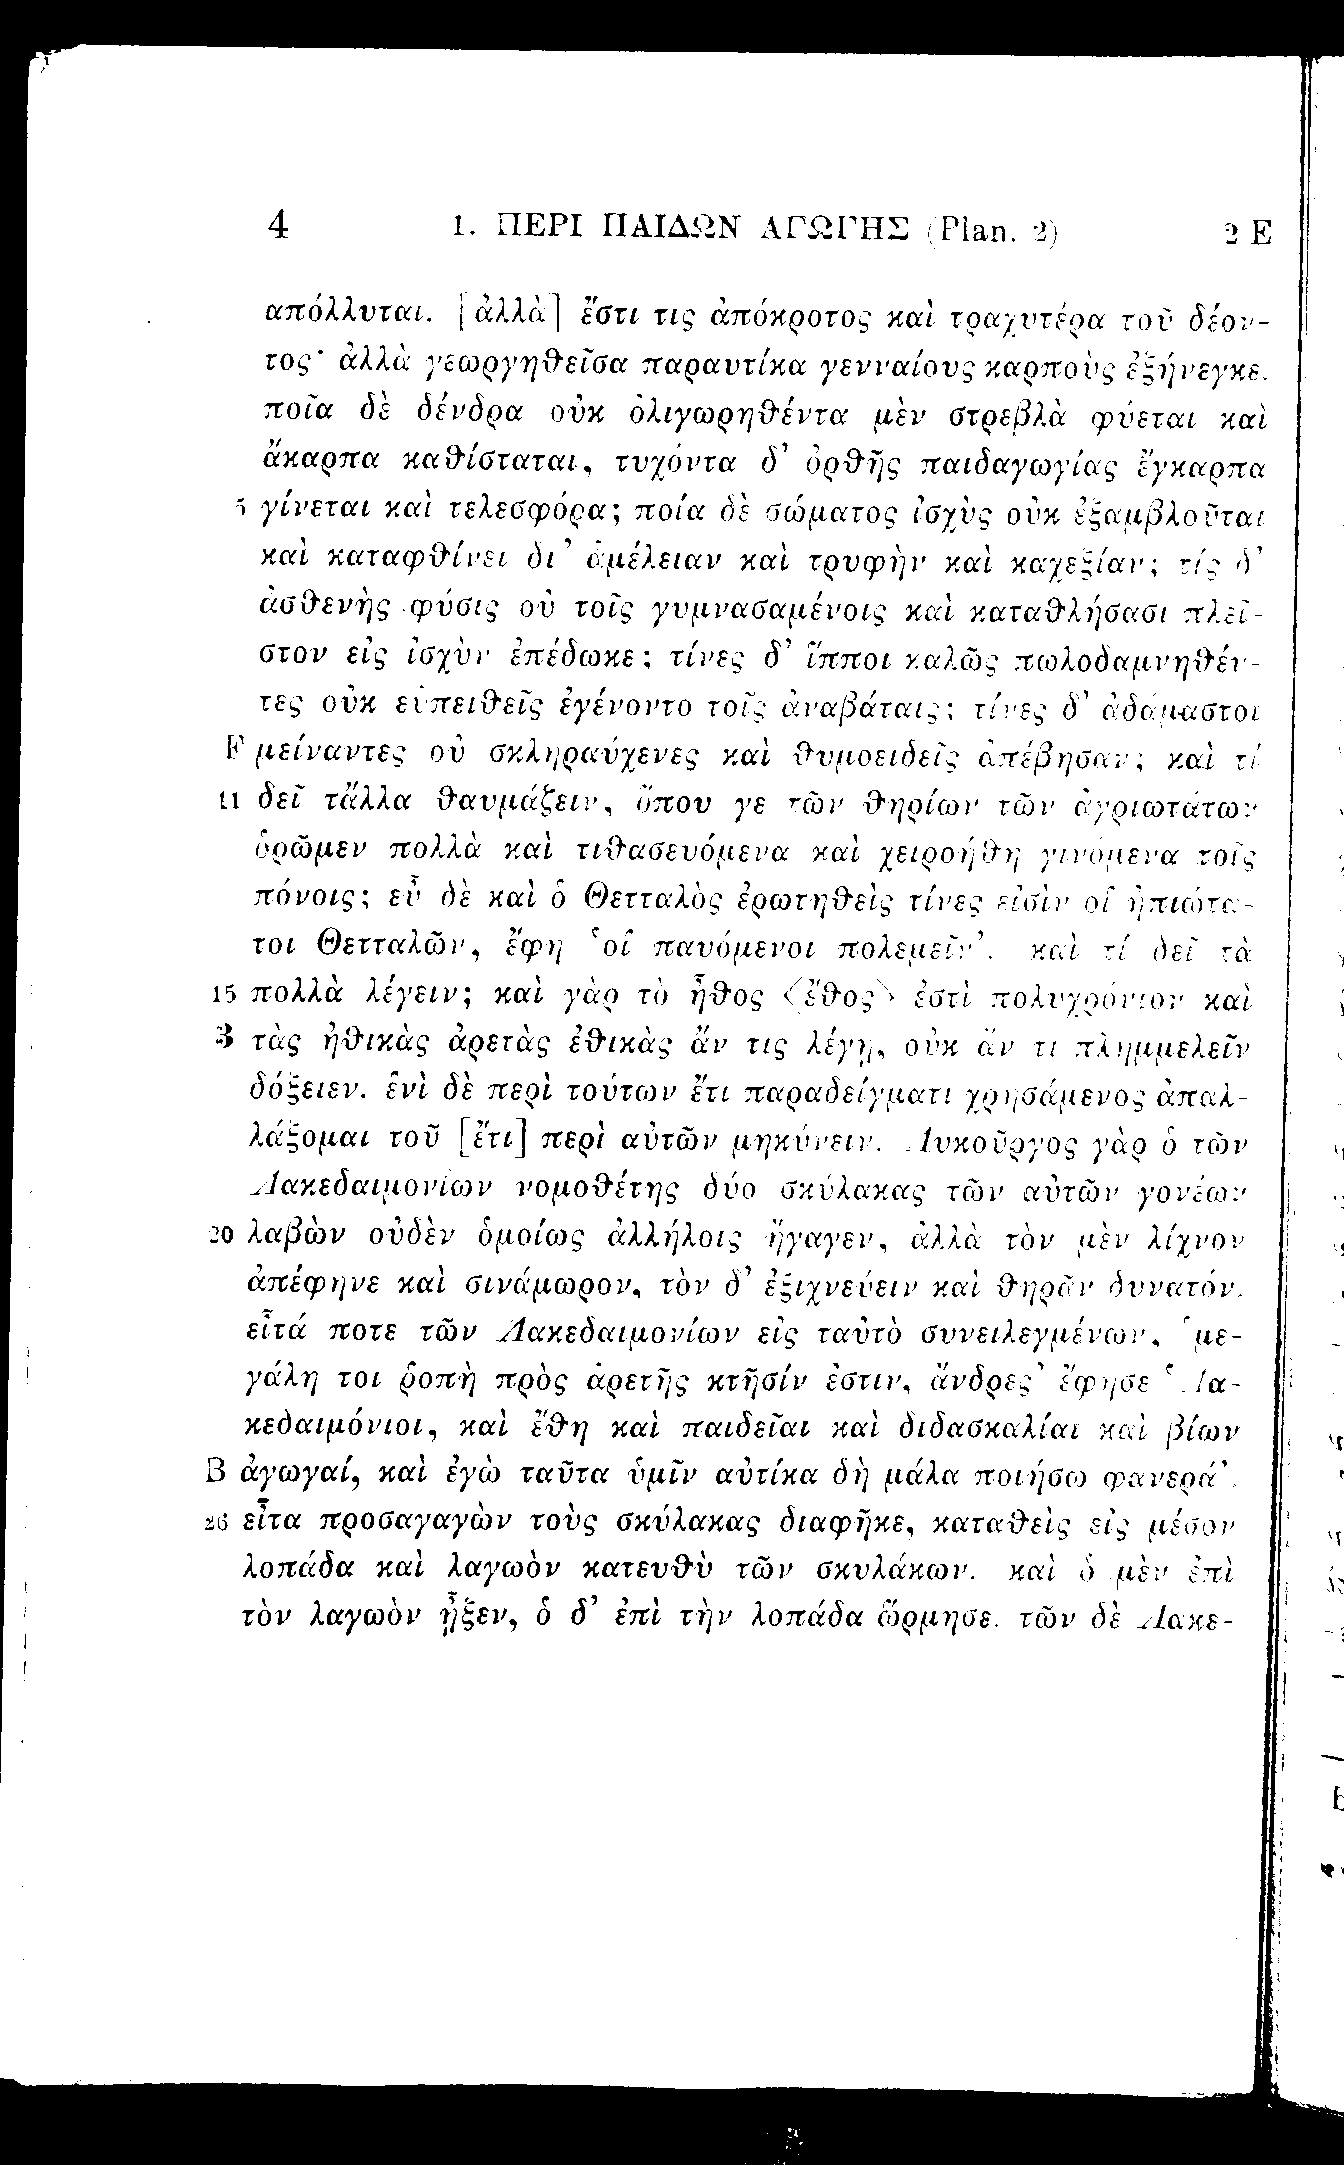 4 1. ΠΕΡΙ ΠΑΙΔΩΝ ΑΓΩΓΗΣ (Plan. 2) 2 E
απόλλυται. [ἀλλὰ] ἔστι τις ἀπόκροτος καὶ τραχυτέρα τοῦ δέον-
τος· ἀλλὰ γεωργηθεῖσα παραυτίκα γενναίους καρποὺς ἐξήνεγκε.
ποῖα δὲ δένδρα οὐκ ὀλιγωρηθέντα μὲν στρεβλὰ φύεται καὶ
ἄκαρπα καθίσταται, τυχόντα δ’ ὀρθῆς παιδαγωγίας ἔγκαρπα
5 γίνεται καὶ τελεσφόρα; ποία δὲ σώματος ἰσχὺς οὐκ ἐξαμβλοῦται
καὶ καταφθίνει δι’ ἀμέλειαν καὶ τρυφὴν καὶ καχεξίαν; τίς δ’
ἀσθενὴς φύσις οὐ τοῖς γυμνασαμένοις καὶ καταθλήσασι πλεῖ-
στον εἰς ἰσχὺν ἐπέδωκε; τίνες δ’ ἵπποι καλῶς πωλοδαμνηθέν-
τες οὐκ εὐπειθεῖς ἐγένοντο τοῖς ἀναβάταις; τίνες δ’ ἀδάμαστοι
F μείναντες οὐ σκληραύχενες καὶ θυμοειδεῖς ἀπέβησαν; καὶ τί
11 δεῖ τἄλλα θαυμάζειν, ὅπου γε τῶν θηρίων τῶν ἀγριωτάτων
ὁρῶμεν πολλὰ καὶ τιθασευόμενα καὶ χειροήθη γινόμενα τοῖς
πόνοις; εὖ δὲ καὶ ὁ Θετταλὸς ἐρωτηθεὶς τίνες εἰσὶν οἱ ἠπιώτα-
τοι Θετταλῶν, ἔφη ‘οἱ παυόμενοι πολεμεῖν’. καὶ τί δεῖ τὰ
15 πολλὰ λέγειν; καὶ γὰρ τὸ ἦθος <ἔθος> ἐστὶ πολυχρόνιον καὶ
3 τὰς ἠθικὰς ἀρετὰς ἐθικὰς ἄν τις λέγῃ, οὐκ ἄν τι πλημμελεῖν
δόξειεν. ἑνὶ δὲ περὶ τούτων ἔτι παραδείγματι χρησάμενος ἀπαλ-
λάξομαι τοῦ [ἔτι] περὶ αὐτῶν μηκύνειν. Λυκοῦργος γὰρ ὁ τῶν
Λακεδαιμονίων νομοθέτης δύο σκύλακας τῶν αὐτῶν γονέων
20 λαβὼν οὐδὲν ὁμοίως ἀλλήλοις ἤγαγεν, ἀλλὰ τὸν μὲν λίχνον
ἀπέφηνε καὶ σινάμωρον, τὸν δ’ ἐξιχνεύειν καὶ θηρᾶν δυνατόν.
εἶτά ποτε τῶν Λακεδαιμονίων εἰς ταὐτὸ συνειλεγμένων, ‘με-
γάλη τοι ῥοπὴ πρὸς ἀρετῆς κτῆσίν ἐστιν, ἄνδρες’ ἔφησε ‘Λα-
κεδαιμόνιοι, καὶ ἔθη καὶ παιδεῖαι καὶ διδασκαλίαι καὶ βίων
B ἀγωγαί, καὶ ἐγὼ ταῦτα ὑμῖν αὐτίκα δὴ μάλα ποιήσω φανερά’.
26 εἶτα προσαγαγὼν τοὺς σκύλακας διαφῆκε, καταθεὶς εἰς μέσον
λοπάδα καὶ λαγωὸν κατευθὺ τῶν σκυλάκων. καὶ ὁ μὲν ἐπὶ
τὸν λαγωὸν ᾖξεν, ὁ δ’ ἐπὶ τὴν λοπάδα ὥρμησε. τῶν δὲ Λακε-